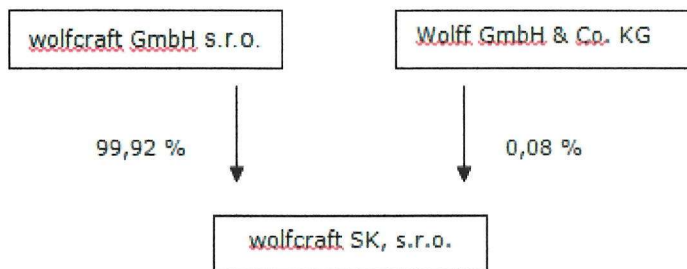 wolfcraft GmbH s.r.o.
Wolff GmbH & Co. KG
99,92 %
0,08 %
wolfcraft SK, s.r.o.